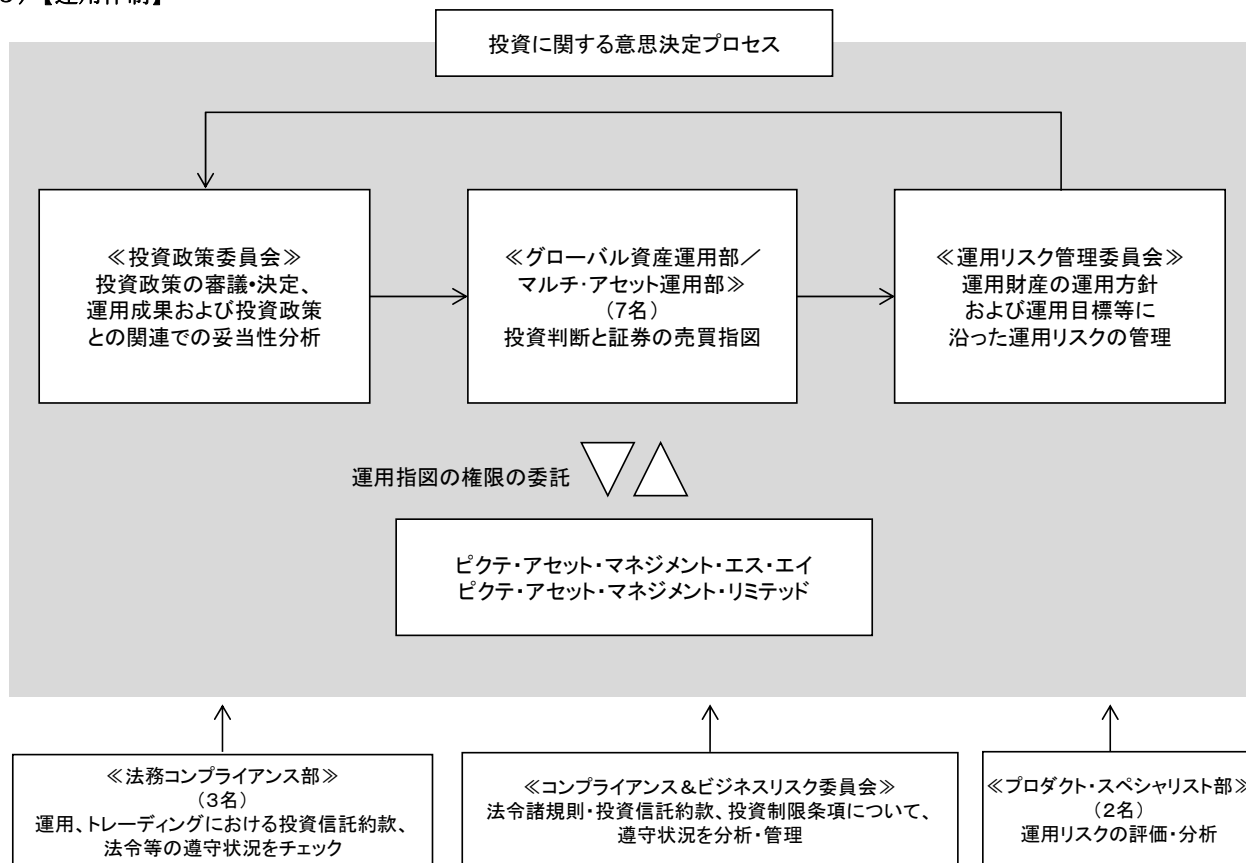 【運用体制】
投資に関する意思決定プロセス
≪投資政策委員会≫
投資政策の審議・決定、
運用成果および投資政策
との関連での妥当性分析
≪グローバル資産運用部／
マルチ・アセット運用部≫
（7名）
投資判断と証券の売買指図
≪運用リスク管理委員会≫
運用財産の運用方針
および運用目標等に
沿った運用リスクの管理
運用指図の権限の委託
ピクテ・アセット・マネジメント・エス・エイ
ピクテ・アセット・マネジメント・リミテッド
≪法務コンプライアンス部≫
（3名）
運用、トレーディングにおける投資信託約款、
法令等の遵守状況をチェック
≪コンプライアンス＆ビジネスリスク委員会≫
法令諸規則・投資信託約款、投資制限条項について、
遵守状況を分析・管理
≪プロダクト・スペシャリスト部≫
（2名）
運用リスクの評価・分析